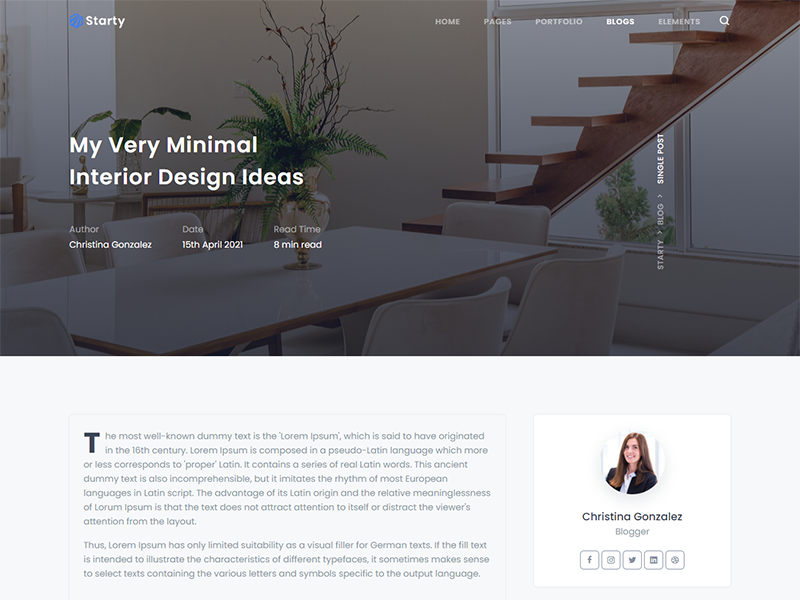 Starty
HOME PAGES PORTFOLIO BLOGS ELEMENTS
My Very Minimal
Interior Design Ideas
Author Date Read Time
Christina Gonzalez 15th April 2021 8 min read
STARTY > BLOG > SINGLE POST
The most well-known dummy text is the 'Lorem Ipsum', which is said to have originated
in the 16th century. Lorem Ipsum is composed in a pseudo-Latin language which more
or less corresponds to 'proper' Latin. It contains a series of real Latin words. This ancient
dummy text is also incomprehensible, but it imitates the rhythm of most European
languages in Latin script. The advantage of its Latin origin and the relative meaninglessness
of Lorum Ipsum is that the text does not attract attention to itself or distract the viewer's
attention from the layout.
Thus, Lorem Ipsum has only limited suitability as a visual filler for German texts. If the fill text
is intended to illustrate the characteristics of different typefaces, it sometimes makes sense
to select texts containing the various letters and symbols specific to the output language.
Christina Gonzalez
Blogger